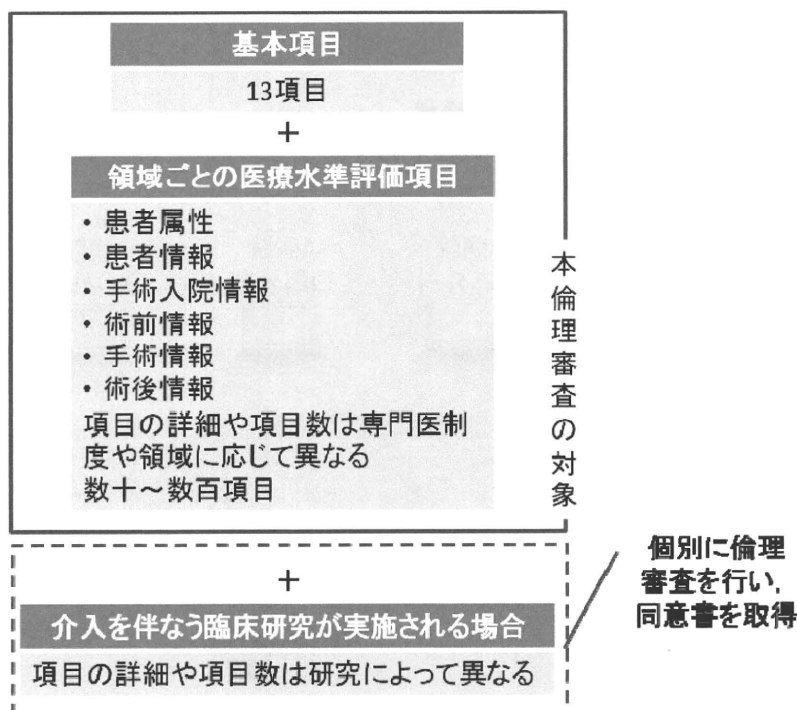 基本項目
13項目
+
領域ごとの医療水準評価項目
・患者属性
・患者情報
・手術入院情報
・術前情報
・手術情報
・術後情報
項目の詳細や項目数は専門医制
度や領域に応じて異なる
数十～数百項目
本倫理審査の対象
+
介入を伴なう臨床研究が実施される場合
項目の詳細や項目数は研究によって異なる
個別に倫理
審査を行い,
同意書を取得